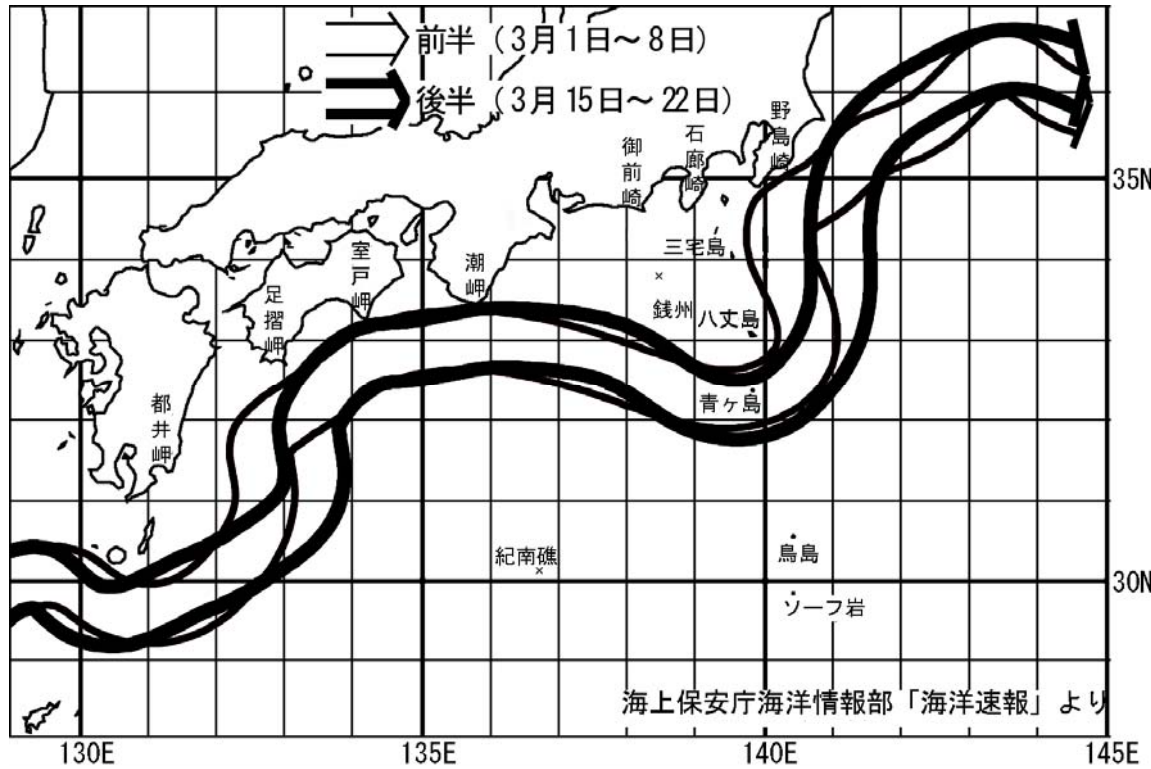 前半（3月1日～8日）
後半（3月15日～22日）
野島崎
石廊崎
御前崎
35N
三宅島
室戸岬
潮岬
足摺岬
銭州
八丈島
青ヶ島
都井岬
鳥島
紀南礁
30N
ソーフ岩
海上保安庁海洋情報部「海洋速報」より
130E
135E
140E
145E